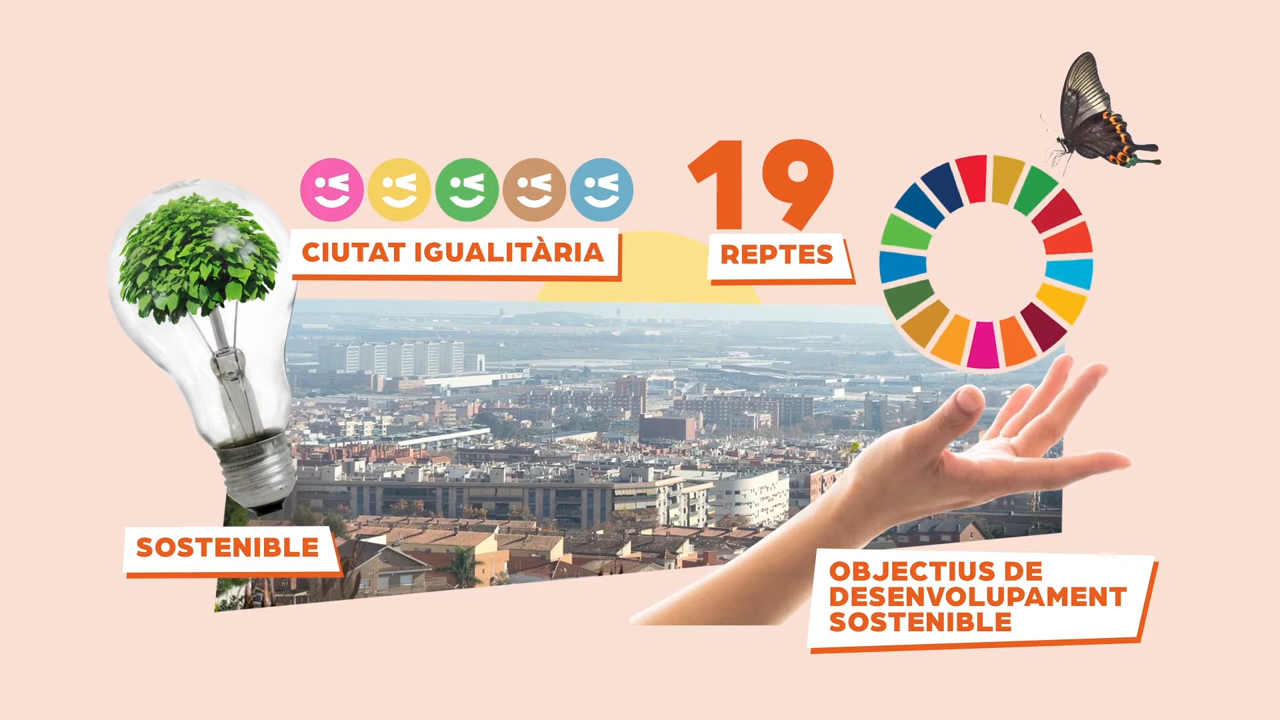 19
CIUTAT IGUALITÀRIA
REPTES
SOSTENIBLE
OBJECTIUS DE
DESENVOLUPAMENT
SOSTENIBLE